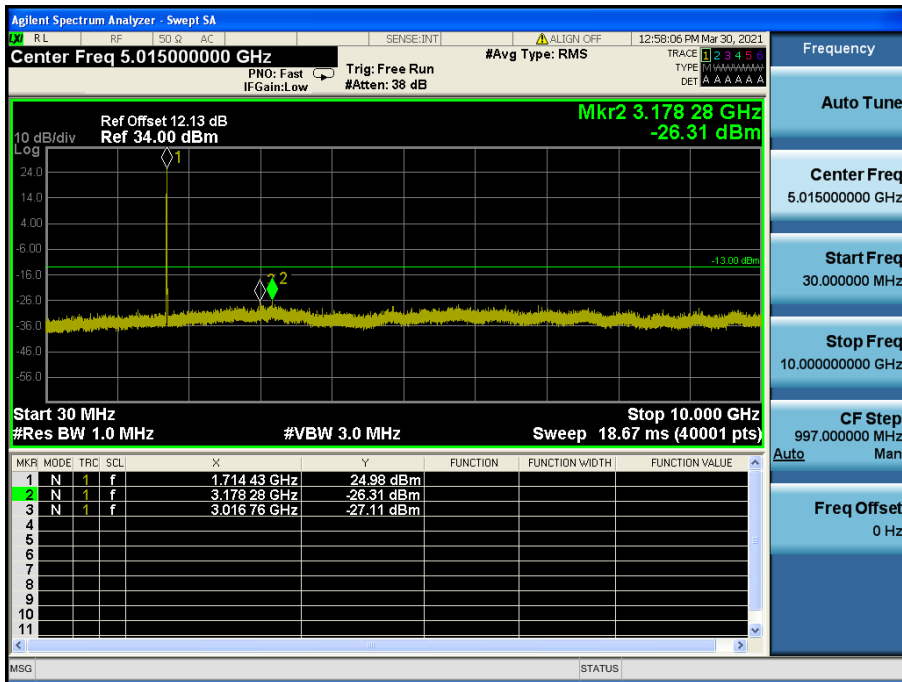 Agilent Spectrum Analyzer - Swept SA
LXI RL RF 50 Ω AC SENSE:INT ALIGN OFF 12:58:06 PM Mar 30, 2021
Center Freq 5.015000000 GHz
PNO: Fast
IFGain:Low
Trig: Free Run
#Atten: 38 dB
#Avg Type: RMS
TRACE 1 2 3 4 5 6
TYPE M
DET A A A A A A
Mkr2 3.178 28 GHz
-26.31 dBm
Ref Offset 12.13 dB
10 dB/div Ref 34.00 dBm
Log
1
24.0
14.0
4.00
-6.00
-13.00 dBm
-16.0
2
-26.0
-36.0
-46.0
-56.0
Start 30 MHz Stop 10.000 GHz
#Res BW 1.0 MHz #VBW 3.0 MHz Sweep 18.67 ms (40001 pts)
MKR MODE TRC SCL X Y FUNCTION FUNCTION WIDTH FUNCTION VALUE
1 N 1 f 1.714 43 GHz 24.98 dBm
2 N 1 f 3.178 28 GHz -26.31 dBm
3 N 1 f 3.016 76 GHz -27.11 dBm
4
5
6
7
8
9
10
11
MSG STATUS
Frequency
Auto Tune
Center Freq
5.015000000 GHz
Start Freq
30.000000 MHz
Stop Freq
10.000000000 GHz
CF Step
997.000000 MHz
Auto Man
Freq Offset
0 Hz